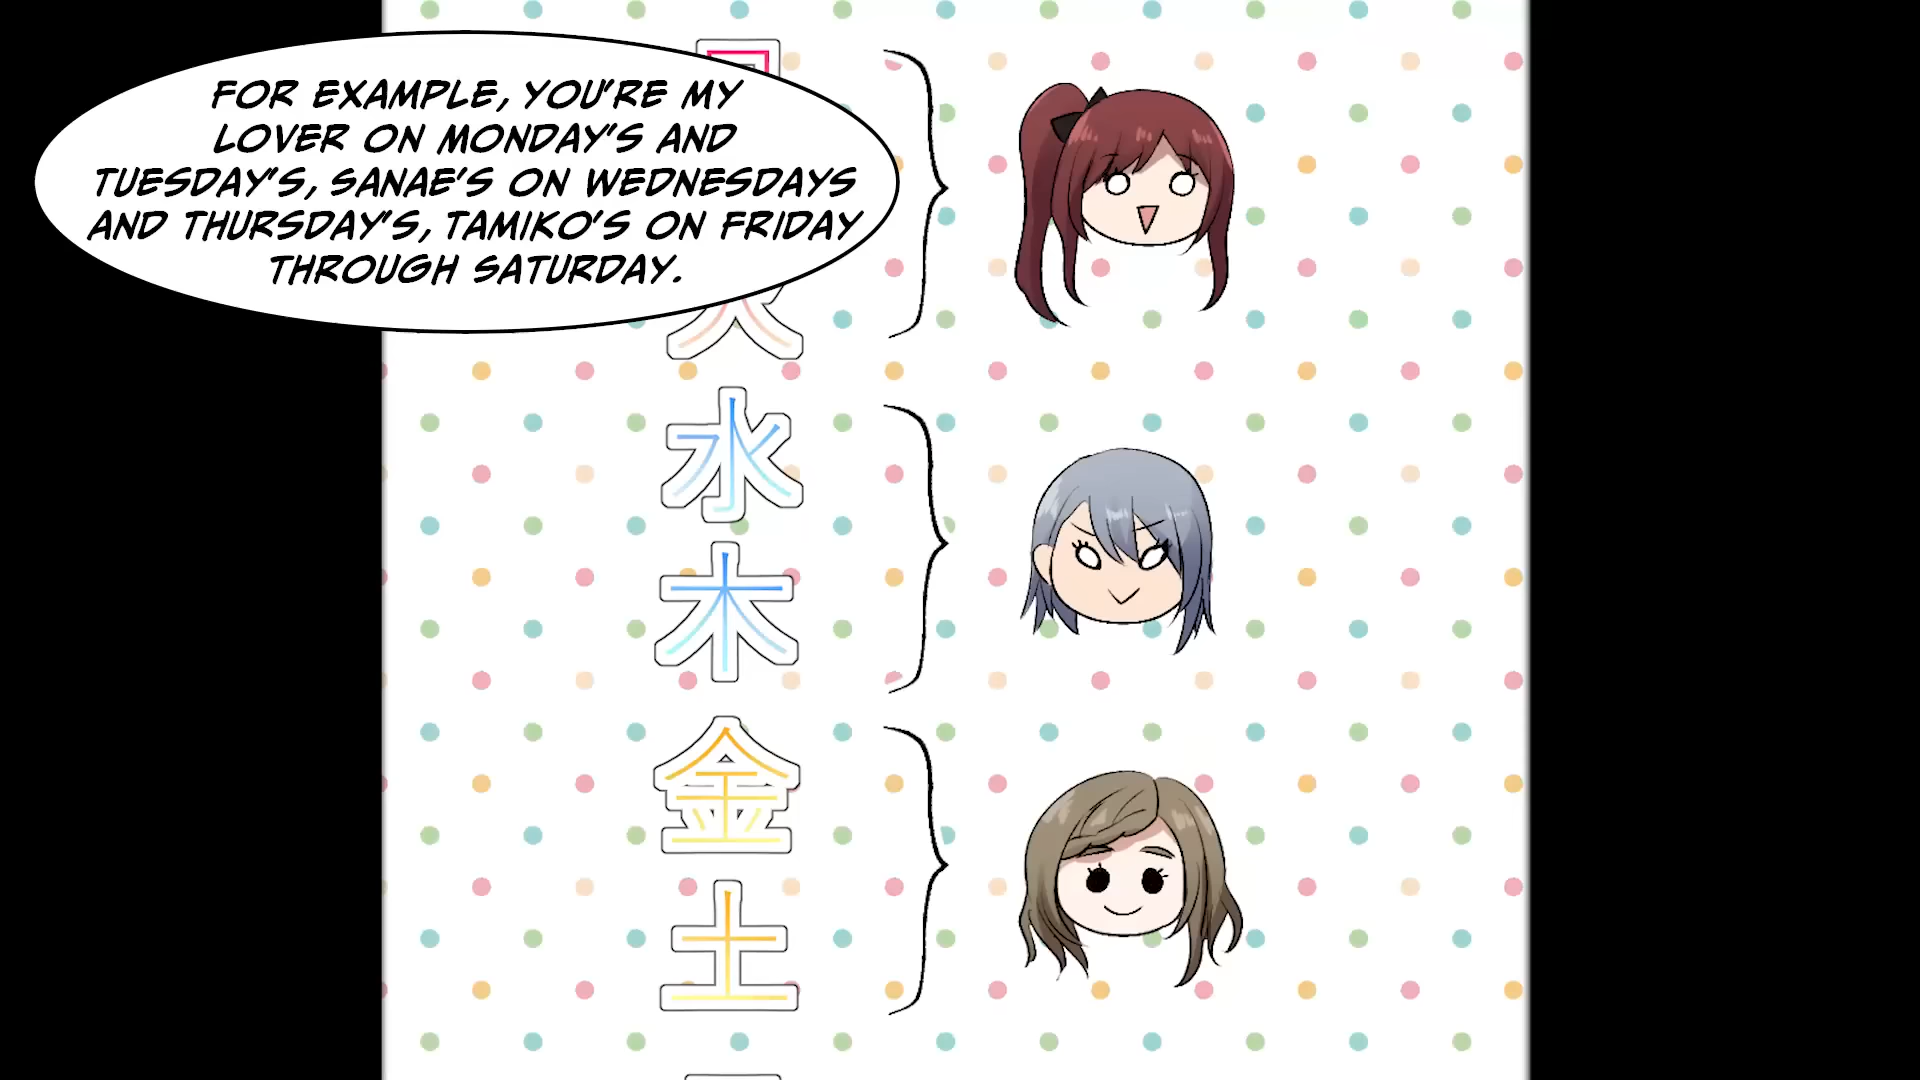 FOR EXAMPLE, YOU'RE MY
LOVER ON MONDAY'S AND
TUESDAY'S, SANAE'S ON WEDNESDAYS
AND THURSDAY'S, TAMIKO'S ON FRIDAY
THROUGH SATURDAY.
水
木
金
土